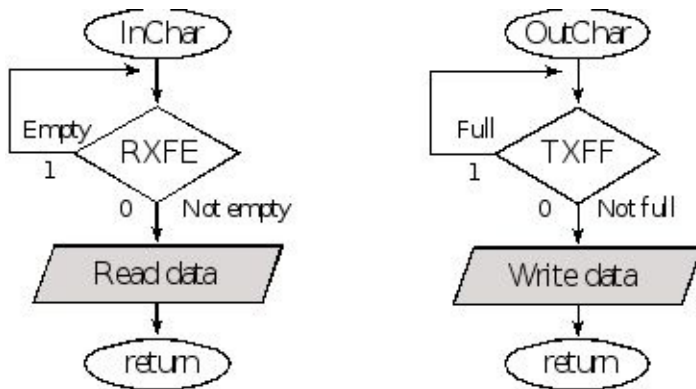 InChar
Empty
RXFE
1
0 Not empty
Read data
return
OutChar
Full
TXFF
1
0 Not full
Write data
return